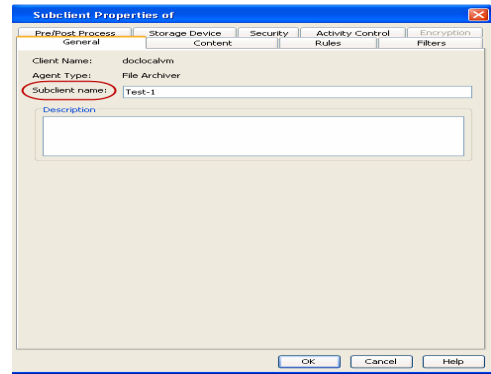 Subclient Properties of
Pre/Post Process Storage Device Security Activity Control Encryption
General Content Rules Filters
Client Name: doclocalvm
Agent Type: File Archiver
Subclient name: Test-1
Description
OK Cancel Help